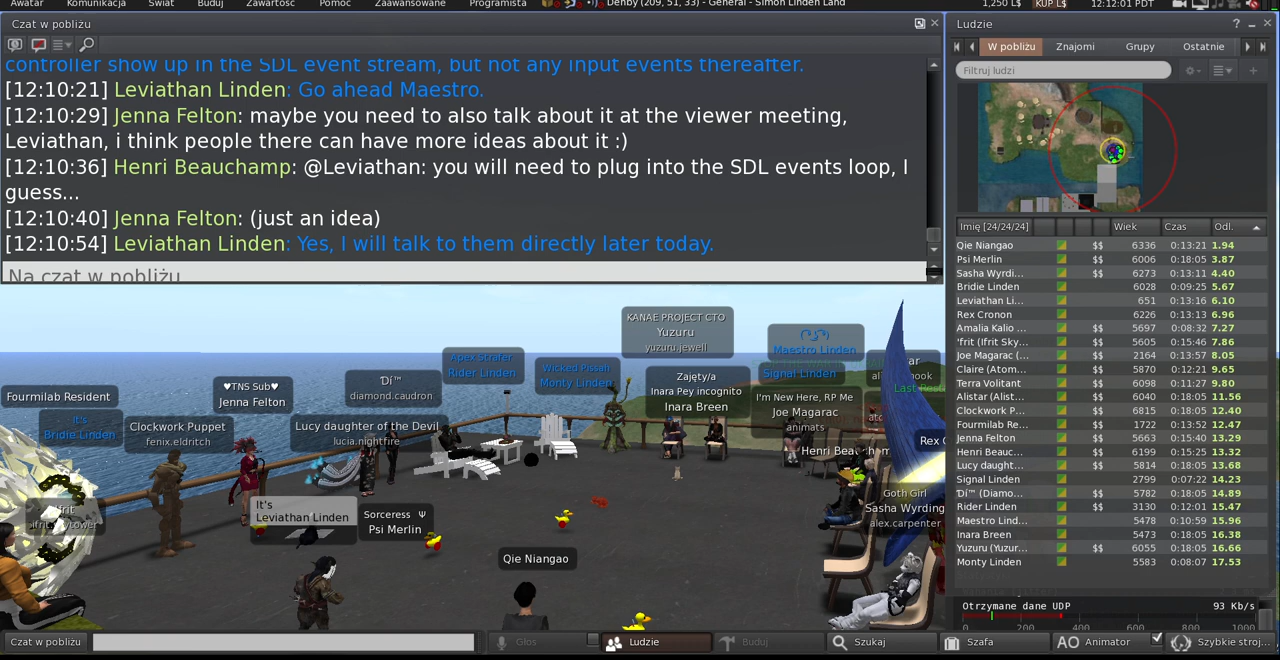 Awatar Komunikacja Świat Buduj Zawartość Pomoc Zaawansowane Programista Denby (209, 51, 33) - General - Simon Linden Land 1,250 L$ KUP L$ 12:12:01 PDT
Czat w pobliżu
controller show up in the SDL event stream, but not any input events thereafter.
[12:10:21] Leviathan Linden: Go ahead Maestro.
[12:10:29] Jenna Felton: maybe you need to also talk about it at the viewer meeting,
Leviathan, i think people there can have more ideas about it :)
[12:10:36] Henri Beauchamp: @Leviathan: you will need to plug into the SDL events loop, I
guess...
[12:10:40] Jenna Felton: (just an idea)
[12:10:54] Leviathan Linden: Yes, I will talk to them directly later today.
Na czat w pobliżu
Ludzie
W pobliżu Znajomi Grupy Ostatnie
Filtruj ludzi
Imię [24/24/24] Wiek Czas Odl.
Qie Niangao $$ 6336 0:13:21 1.94
Psi Merlin $$ 6006 0:18:05 3.87
Sasha Wyrdi... $$ 6273 0:13:11 4.40
Bridie Linden 6028 0:09:25 5.67
Leviathan Li... 651 0:13:16 6.10
Rex Cronon 6226 0:13:13 6.96
Amalia Kalio ... $$ 5697 0:08:32 7.27
'frit (Ifrit Sky... $$ 5605 0:15:46 7.86
Joe Magarac (... $$ 2164 0:13:57 8.05
Claire (Atom... $$ 5870 0:12:21 9.65
Terra Volitant $$ 6098 0:11:27 9.80
Alistar (Alist... $$ 6040 0:18:05 11.56
Clockwork P... $$ 6815 0:18:05 12.40
Fourmilab Re... $$ 1722 0:13:52 12.47
Jenna Felton $$ 5663 0:15:40 13.29
Henri Beauc... $$ 6199 0:15:25 13.32
Lucy daught... $$ 5814 0:18:05 13.68
Signal Linden 2799 0:07:22 14.23
Ɗí™ (Diamo... $$ 5782 0:18:05 14.89
Rider Linden $$ 3130 0:12:01 15.47
Maestro Lind... 5478 0:10:59 15.96
Inara Breen 5473 0:18:05 16.38
Yuzuru (Yuzur... $$ 6055 0:18:05 16.66
Monty Linden 5583 0:08:07 17.53
Otrzymane dane UDP 93 Kb/s
0 200 400 600 800 1000
KANAE PROJECT CTO
Yuzuru
yuzuru.jewell
Maestro Linden
Signal Linden
Apex Strafer
Rider Linden
Wicked Pissah
Monty Linden
Zajęty/a
Inara Pey incognito
Inara Breen
I'm New Here, RP Me
Joe Magarac
animats
Fourmilab Resident
It's
Bridie Linden
♥TNS Sub♥
Jenna Felton
Clockwork Puppet
fenix.eldritch
Ɗí™
diamond.caudron
Lucy daughter of the Devil
lucia.nightfire
Henri Beauchamp
Rex C
Goth Girl
Sasha Wyrding
alex.carpenter
It's
Leviathan Linden
Sorceress Ψ
Psi Merlin
Qie Niangao
Czat w pobliżu Głos Ludzie Buduj Szukaj Szafa AO Animator Szybkie stroj...